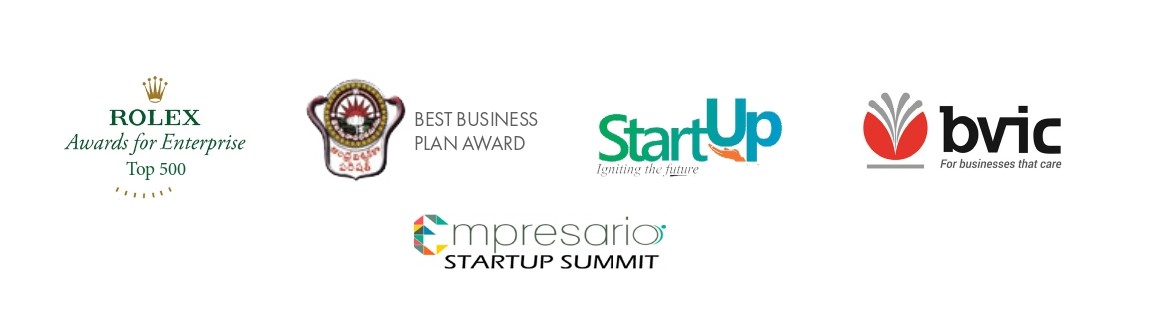 ROLEX
Awards for Enterprise
Top 500
BEST BUSINESS
PLAN AWARD
StartUp
Igniting the future
bvic
For businesses that care
Empresario
STARTUP SUMMIT